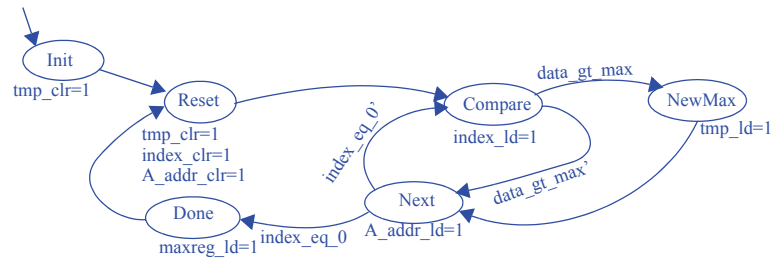 Init
tmp_clr=1
Reset
tmp_clr=1
index_clr=1
A_addr_clr=1
Compare
index_ld=1
data_gt_max
NewMax
tmp_ld=1
index_eq_0’
data_gt_max’
Next
A_addr_ld=1
index_eq_0
Done
maxreg_ld=1